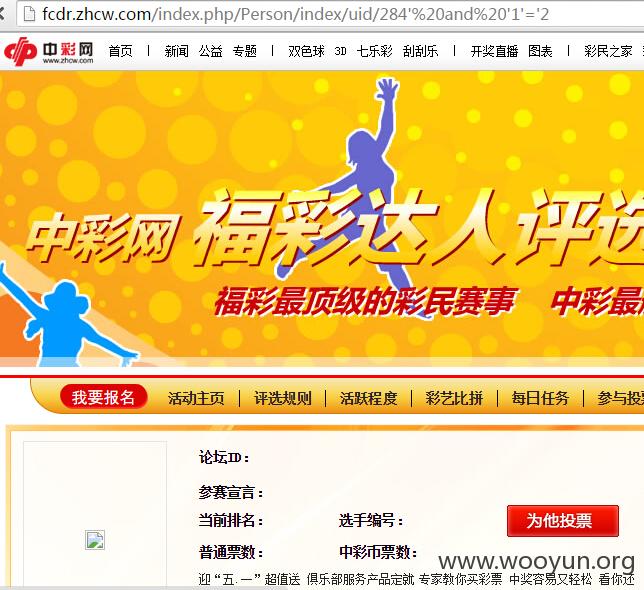 fcdr.zhcw.com/index.php/Person/index/uid/284'%20and%20'1'='2
中彩网 www.zhcw.com 首页 | 新闻 公益 专题 | 双色球 3D 七乐彩 刮刮乐 | 开奖直播 图表 | 彩民之家
中彩网 福彩达人评选
福彩最顶级的彩民赛事 中彩最
我要报名 活动主页 | 评选规则 | 活跃程度 | 彩艺比拼 | 每日任务 | 参与投
论坛ID：
参赛宣言：
当前排名： 选手编号： 为他投票
普通票数： 中彩币票数：
www.wooyun.org
迎“五.一”超值送 俱乐部服务产品定就 专家教你买彩票 中奖容易又轻松 看你还